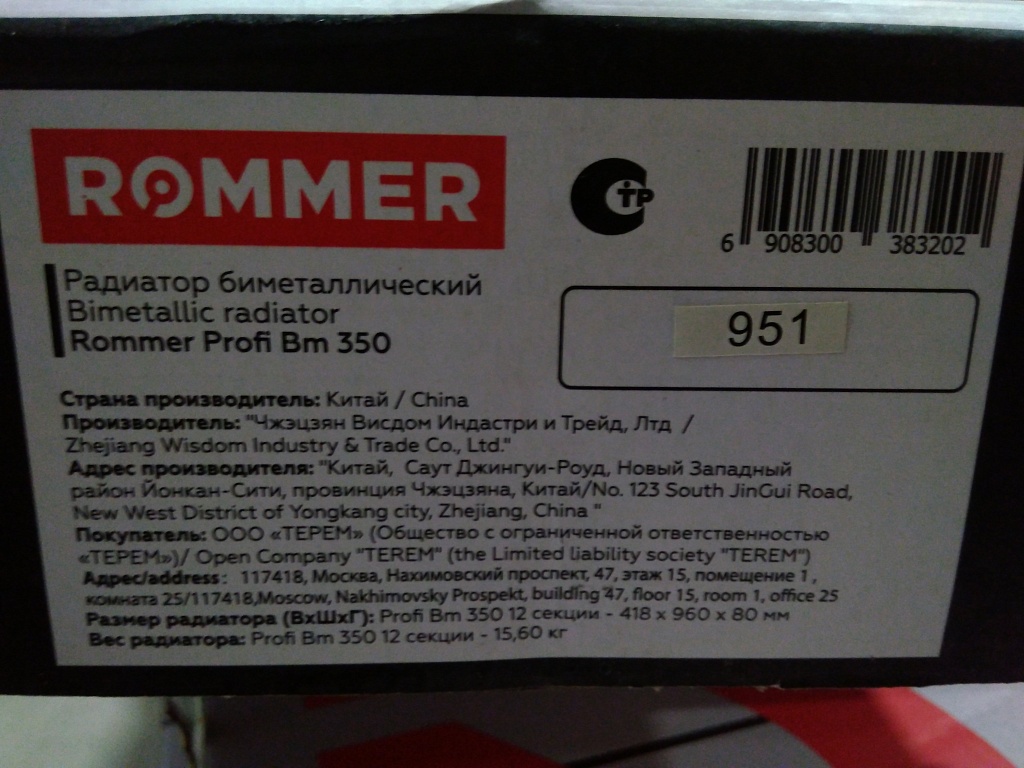 ROMMER
тр
6 908300 383202
Радиатор биметаллический
Bimetallic radiator
Rommer Profi Bm 350
951
Страна производитель: Китай / China
Производитель: "Чжэцзян Висдом Индастри и Трейд, Лтд /
Zhejiang Wisdom Industry & Trade Co., Ltd."
Адрес производителя: "Китай, Саут Джингуи-Роуд, Новый Западный
район Йонкан-Сити, провинция Чжэцзяна, Китай/No. 123 South JinGui Road,
New West District of Yongkang city, Zhejiang, China "
Покупатель: ООО «ТЕРЕМ» (Общество с ограниченной ответственностью
«ТЕРЕМ»)/ Open Company "TEREM" (the Limited liability society "TEREM")
Адрес/address: 117418, Москва, Нахимовский проспект, 47, этаж 15, помещение 1 ,
комната 25/117418,Moscow, Nakhimovsky Prospekt, building 47, floor 15, room 1, office 25
Размер радиатора (ВхШхГ): Profi Bm 350 12 секции - 418 x 960 x 80 мм
Вес радиатора: Profi Bm 350 12 секции - 15,60 кг